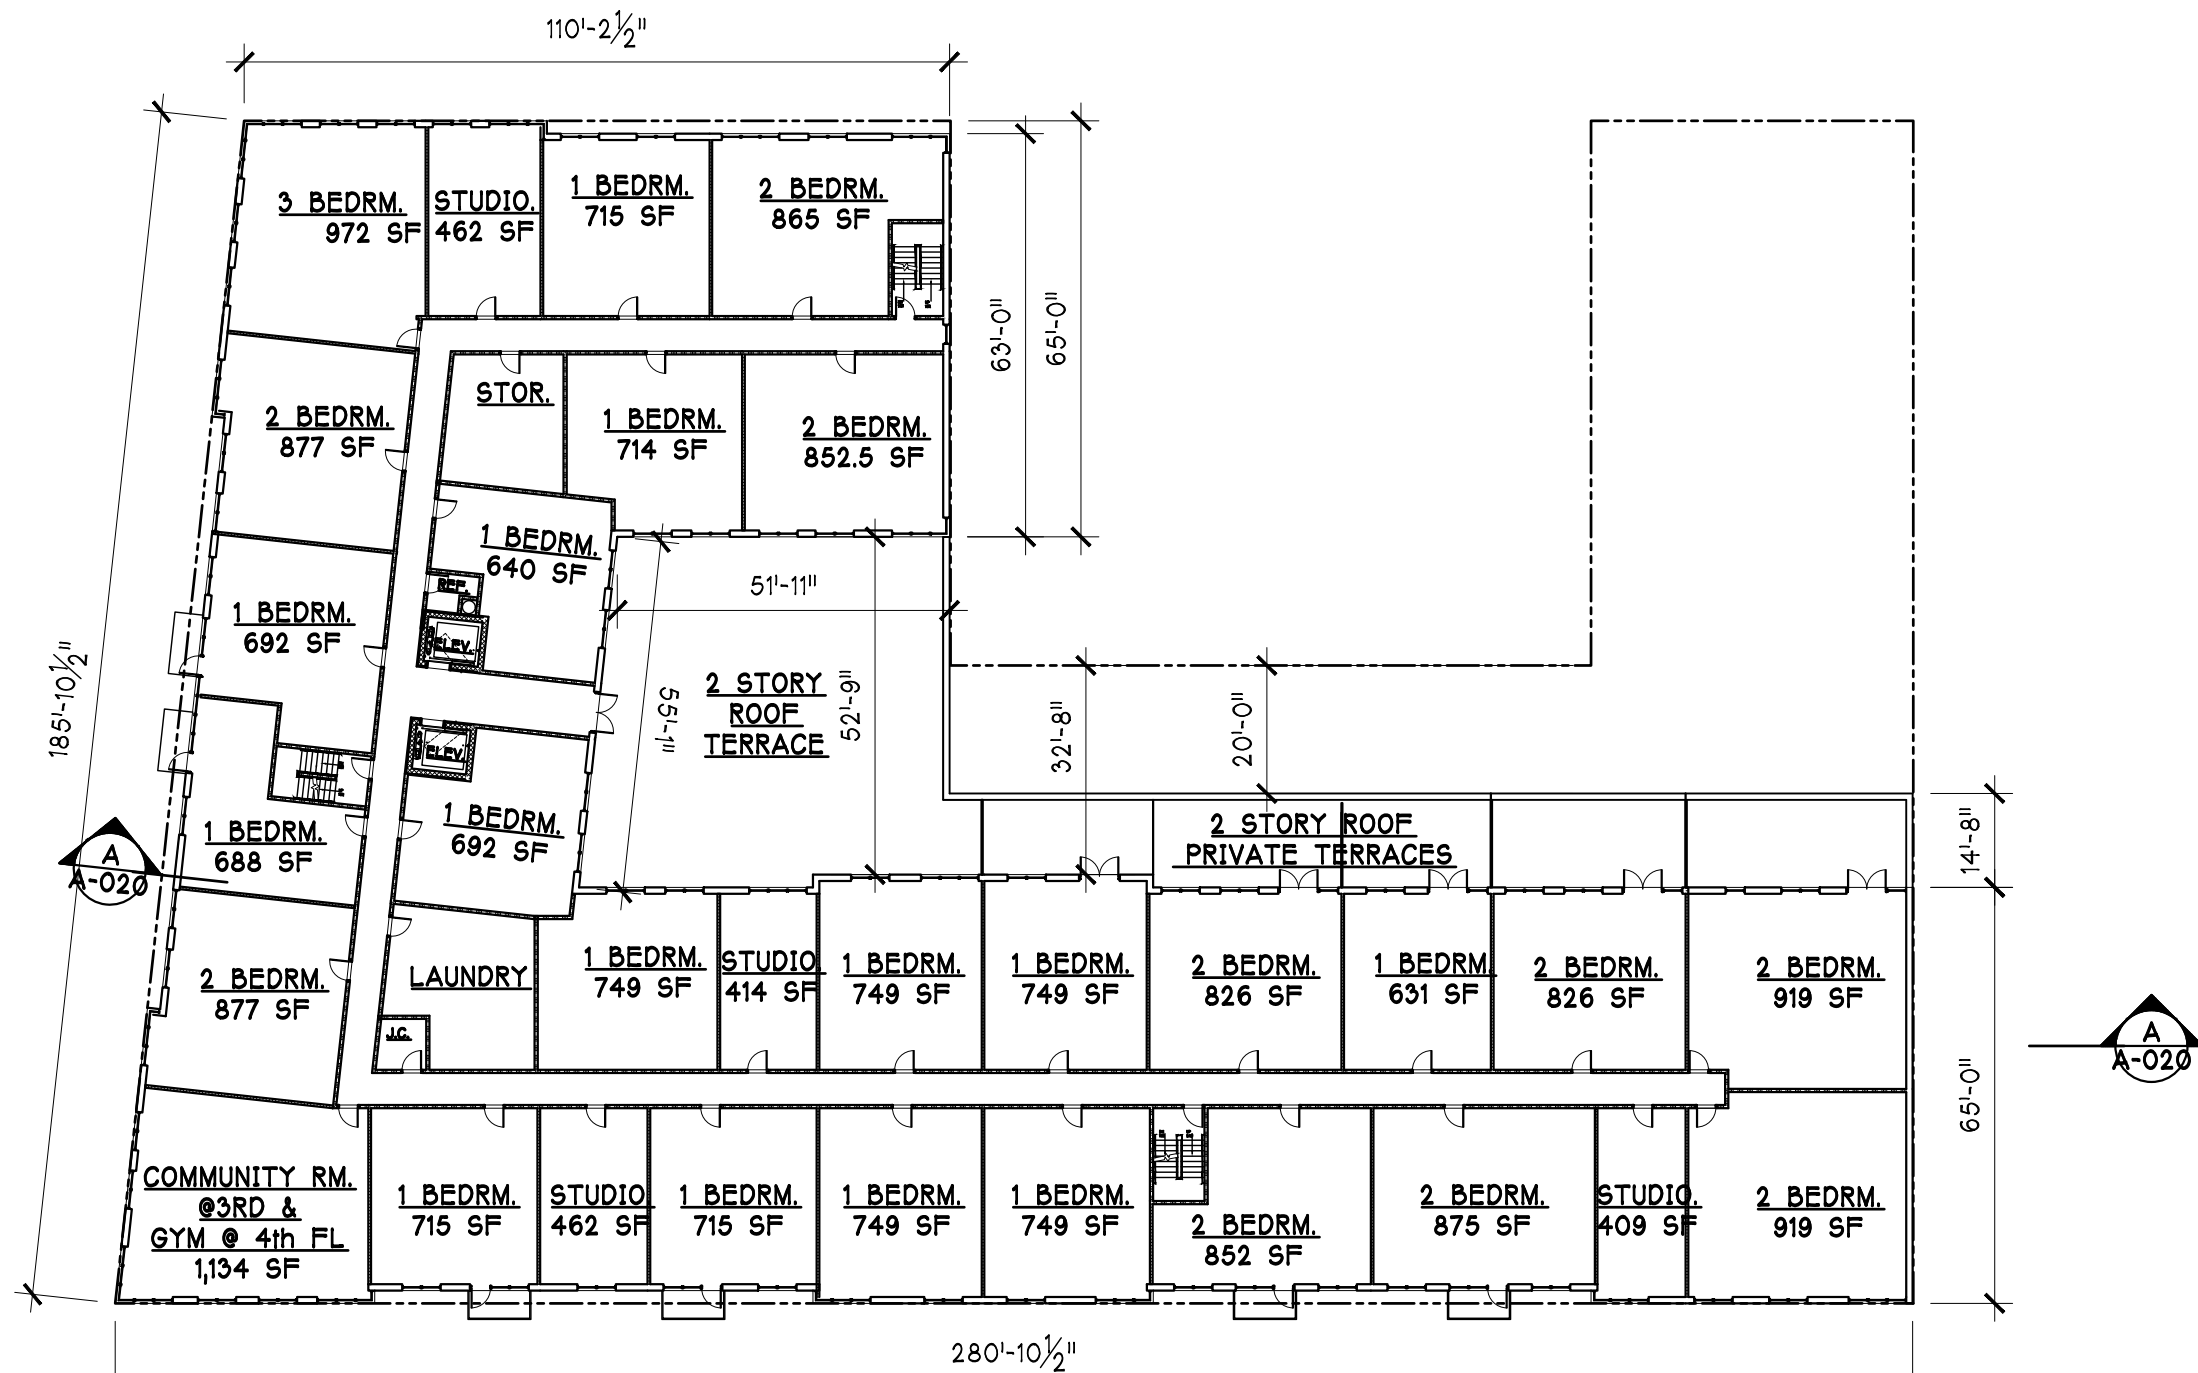 110'-2½"
3 BEDRM.
972 SF
STUDIO.
462 SF
1 BEDRM.
715 SF
2 BEDRM.
865 SF
63'-0"
65'-0"
2 BEDRM.
877 SF
STOR.
1 BEDRM.
714 SF
2 BEDRM.
852.5 SF
1 BEDRM.
640 SF
REF.
ELEV.
51'-11"
1 BEDRM.
692 SF
185'-10½"
55'-1"
2 STORY
ROOF
TERRACE
52'-9"
32'-8"
20'-0"
ELEV.
1 BEDRM.
688 SF
1 BEDRM.
692 SF
A
A-020
2 STORY ROOF
PRIVATE TERRACES
14'-8"
2 BEDRM.
877 SF
LAUNDRY
J.C.
1 BEDRM.
749 SF
STUDIO.
414 SF
1 BEDRM.
749 SF
1 BEDRM.
749 SF
2 BEDRM.
826 SF
1 BEDRM.
631 SF
2 BEDRM.
826 SF
2 BEDRM.
919 SF
A
A-020
65'-0"
COMMUNITY RM.
@3RD &
GYM @ 4th FL
1,134 SF
1 BEDRM.
715 SF
STUDIO.
462 SF
1 BEDRM.
715 SF
1 BEDRM.
749 SF
1 BEDRM.
749 SF
2 BEDRM.
852 SF
2 BEDRM.
875 SF
STUDIO.
409 SF
2 BEDRM.
919 SF
280'-10½"